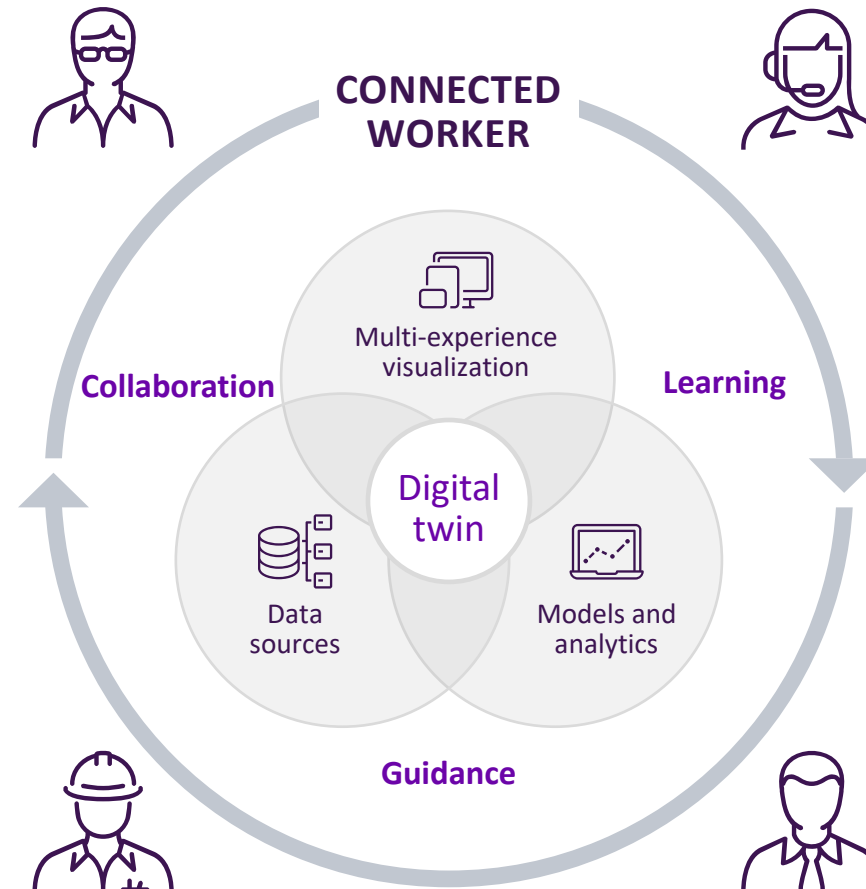 CONNECTED
WORKER
Multi-experience
visualization
Collaboration
Learning
Digital
twin
Data
sources
Models and
analytics
Guidance